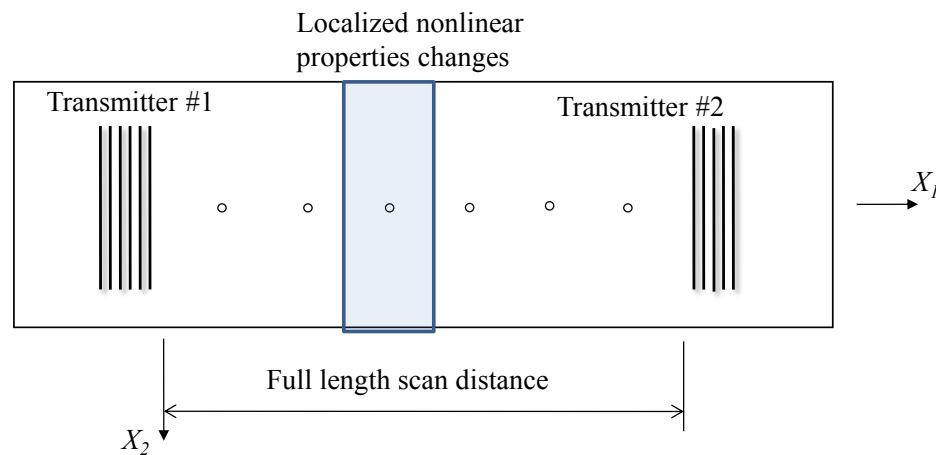 Localized nonlinear
properties changes
Transmitter #1
Transmitter #2
X1
Full length scan distance
X2